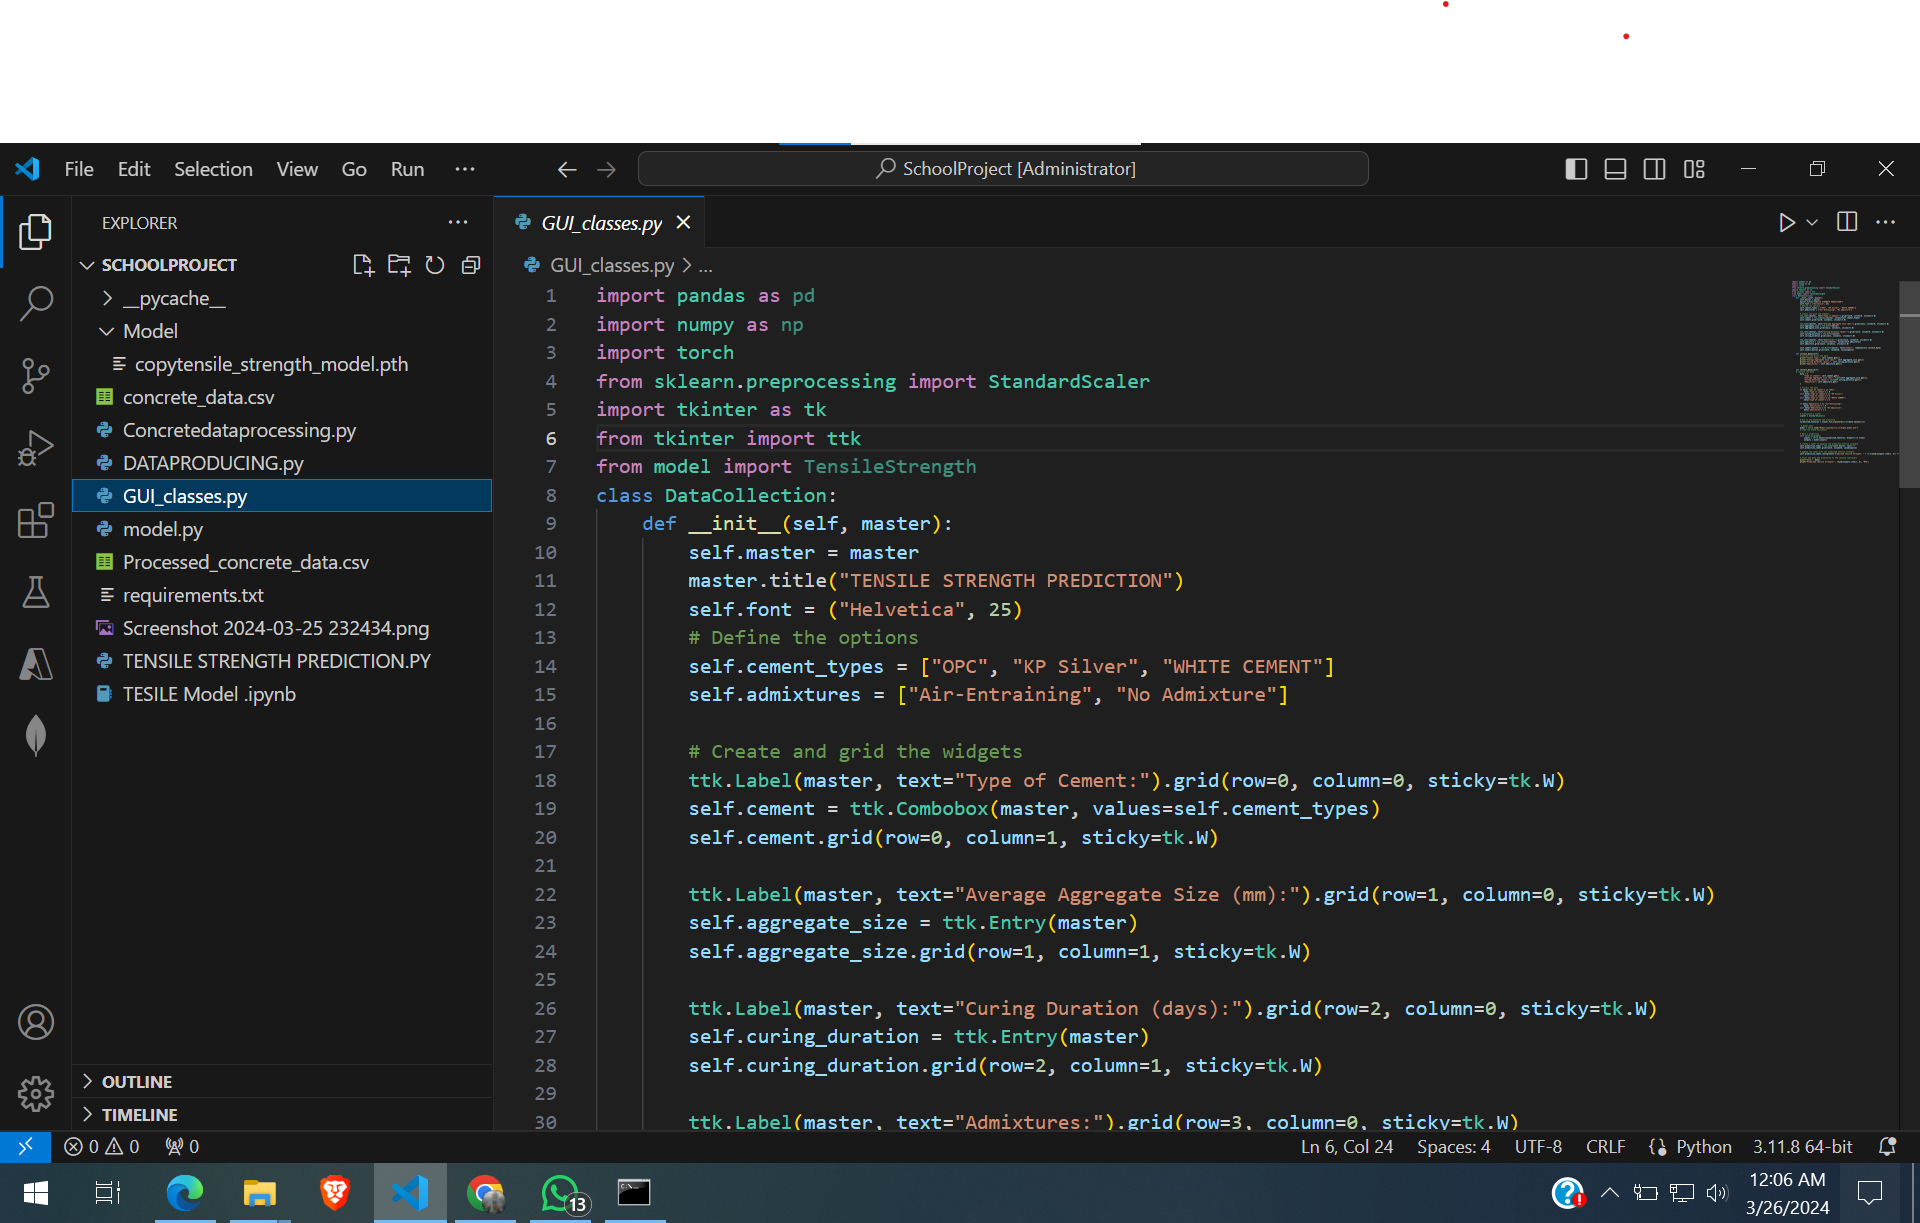 File Edit Selection View Go Run ···
SchoolProject [Administrator]
EXPLORER
GUI_classes.py
SCHOOLPROJECT
GUI_classes.py > ...
__pycache__
Model
copytensile_strength_model.pth
concrete_data.csv
Concretedataprocessing.py
DATAPRODUCING.py
GUI_classes.py
model.py
Processed_concrete_data.csv
requirements.txt
Screenshot 2024-03-25 232434.png
TENSILE STRENGTH PREDICTION.PY
TESILE Model .ipynb
OUTLINE
TIMELINE
1 import pandas as pd
2 import numpy as np
3 import torch
4 from sklearn.preprocessing import StandardScaler
5 import tkinter as tk
6 from tkinter import ttk
7 from model import TensileStrength
8 class DataCollection:
9 def __init__(self, master):
10 self.master = master
11 master.title("TENSILE STRENGTH PREDICTION")
12 self.font = ("Helvetica", 25)
13 # Define the options
14 self.cement_types = ["OPC", "KP Silver", "WHITE CEMENT"]
15 self.admixtures = ["Air-Entraining", "No Admixture"]
16
17 # Create and grid the widgets
18 ttk.Label(master, text="Type of Cement:").grid(row=0, column=0, sticky=tk.W)
19 self.cement = ttk.Combobox(master, values=self.cement_types)
20 self.cement.grid(row=0, column=1, sticky=tk.W)
21
22 ttk.Label(master, text="Average Aggregate Size (mm):").grid(row=1, column=0, sticky=tk.W)
23 self.aggregate_size = ttk.Entry(master)
24 self.aggregate_size.grid(row=1, column=1, sticky=tk.W)
25
26 ttk.Label(master, text="Curing Duration (days):").grid(row=2, column=0, sticky=tk.W)
27 self.curing_duration = ttk.Entry(master)
28 self.curing_duration.grid(row=2, column=1, sticky=tk.W)
29
30 ttk.Label(master, text="Admixtures:").grid(row=3, column=0, sticky=tk.W)
0 0 0
Ln 6, Col 24 Spaces: 4 UTF-8 CRLF Python 3.11.8 64-bit
13
12:06 AM
3/26/2024